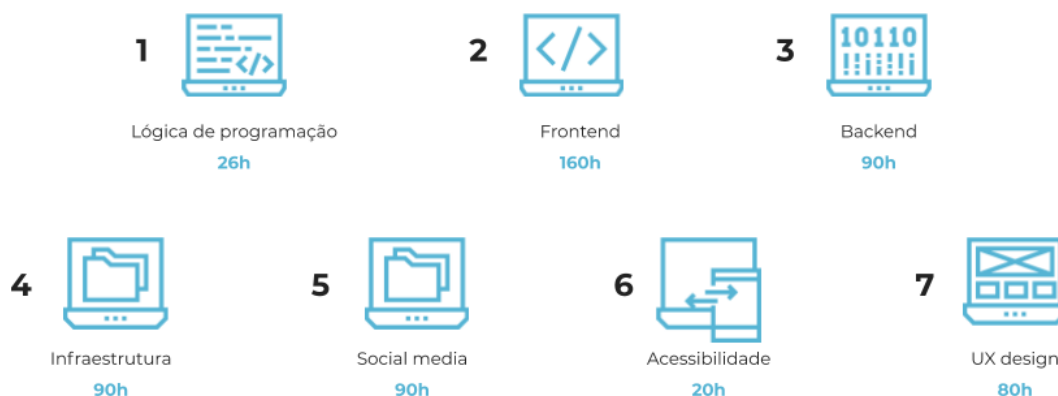 1
2
3
10110
Lógica de programação
Frontend
Backend
26h
160h
90h
4
5
6
7
Infraestrutura
Social media
Acessibilidade
UX design
90h
90h
20h
80h